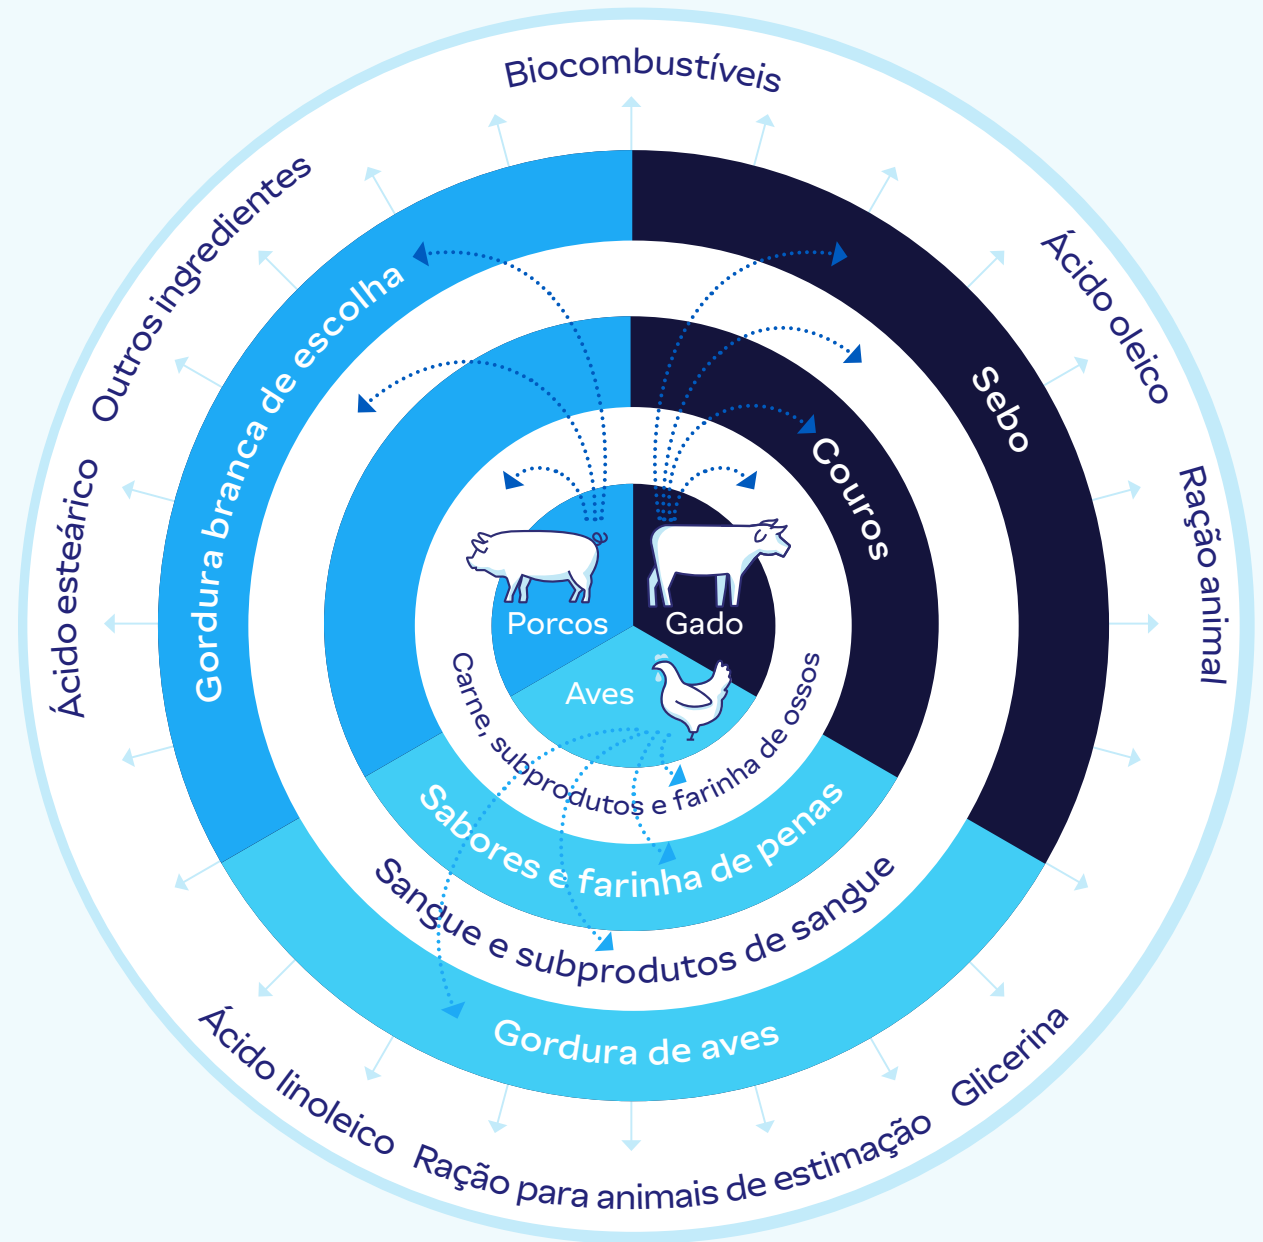 Biocombustíveis
Outros ingredientes
Ácido oleico
Gordura branca de escolha
Sebo
Couros
Ácido esteárico
Ração animal
Porcos
Gado
Aves
Carne, subprodutos e farinha de ossos
Sabores e farinha de penas
Sangue e subprodutos de sangue
Gordura de aves
Ácido linoleico
Ração para animais de estimação
Glicerina